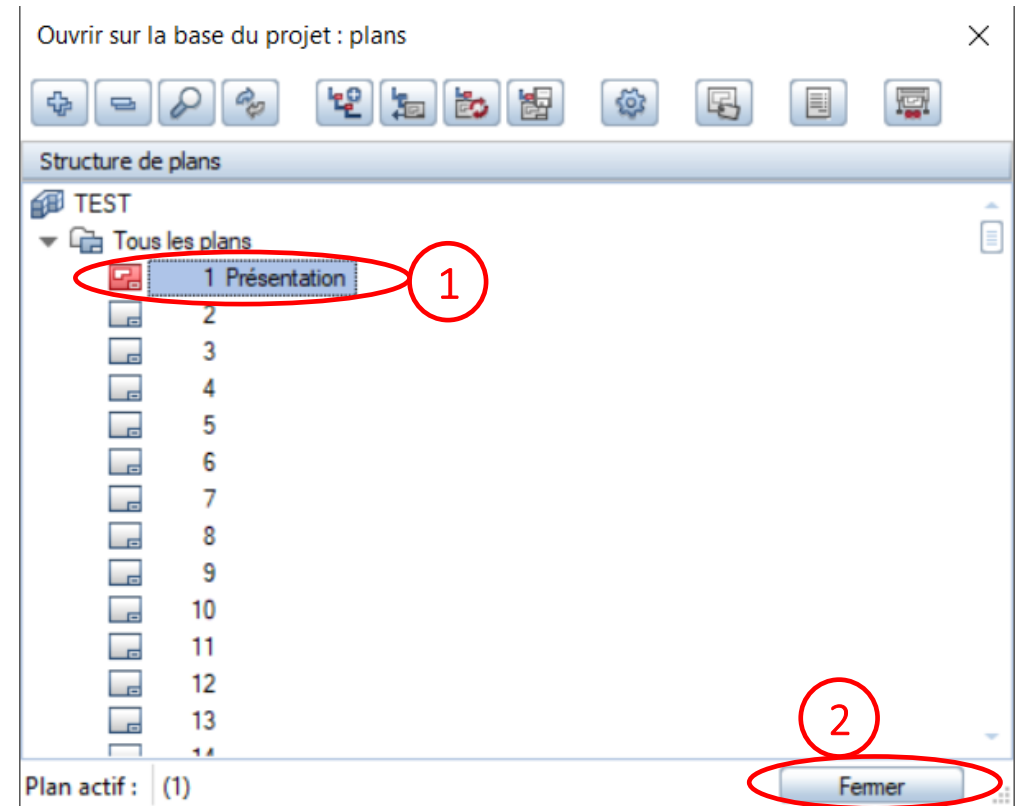 Ouvrir sur la base du projet : plans
Structure de plans
TEST
Tous les plans
1 Présentation
1
2
3
4
5
6
7
8
9
10
11
12
13
14
2
Plan actif : (1)
Fermer